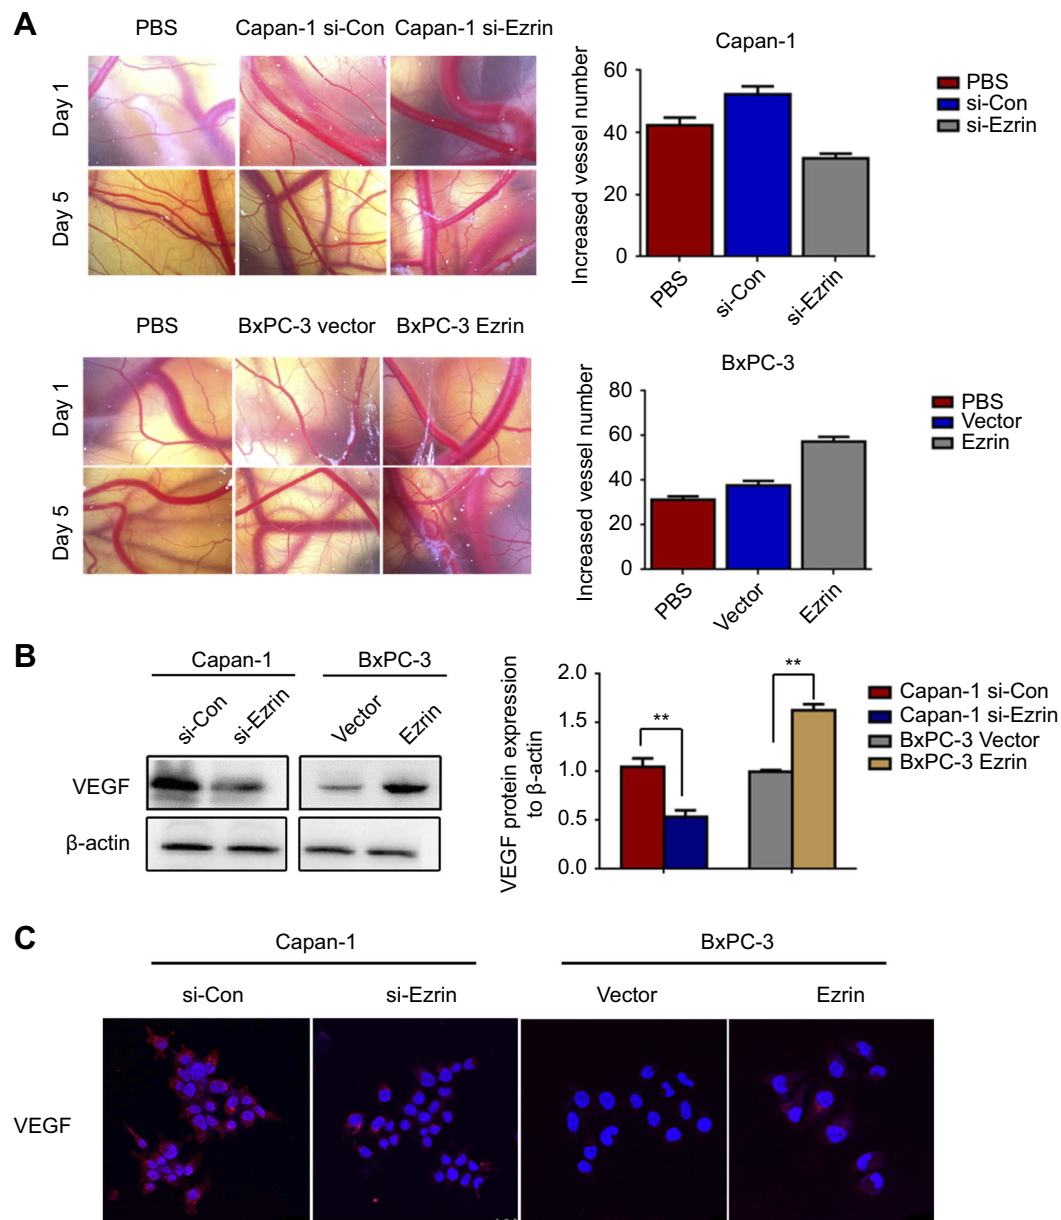 A
PBS
Capan-1 si-Con
Capan-1 si-Ezrin
Day 1
Day 5
Capan-1
Increased vessel number
60
40
20
0
PBS
si-Con
si-Ezrin
PBS
si-Con
si-Ezrin
PBS
BxPC-3 vector
BxPC-3 Ezrin
Day 1
Day 5
BxPC-3
Increased vessel number
80
60
40
20
0
PBS
Vector
Ezrin
PBS
Vector
Ezrin
B
Capan-1
BxPC-3
si-Con
si-Ezrin
Vector
Ezrin
VEGF
β-actin
VEGF protein expression
to β-actin
2.0
1.5
1.0
0.5
0.0
**
**
Capan-1 si-Con
Capan-1 si-Ezrin
BxPC-3 Vector
BxPC-3 Ezrin
C
Capan-1
BxPC-3
si-Con
si-Ezrin
Vector
Ezrin
VEGF